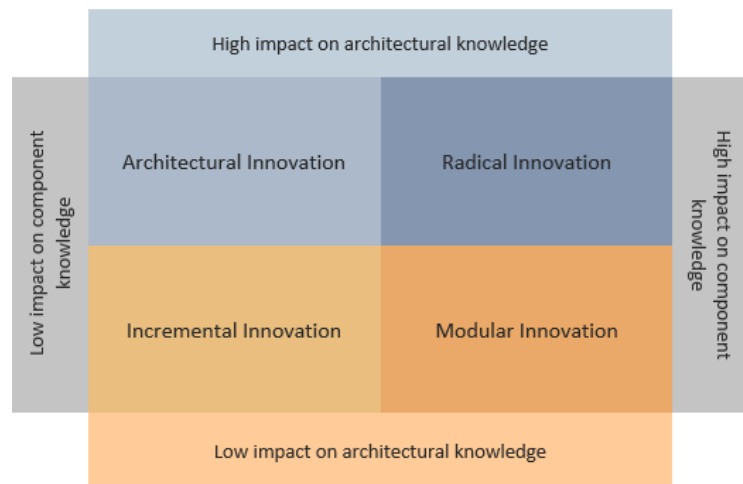 High impact on architectural knowledge
Low impact on component
knowledge
Architectural Innovation
Radical Innovation
High impact on component
knowledge
Incremental Innovation
Modular Innovation
Low impact on architectural knowledge